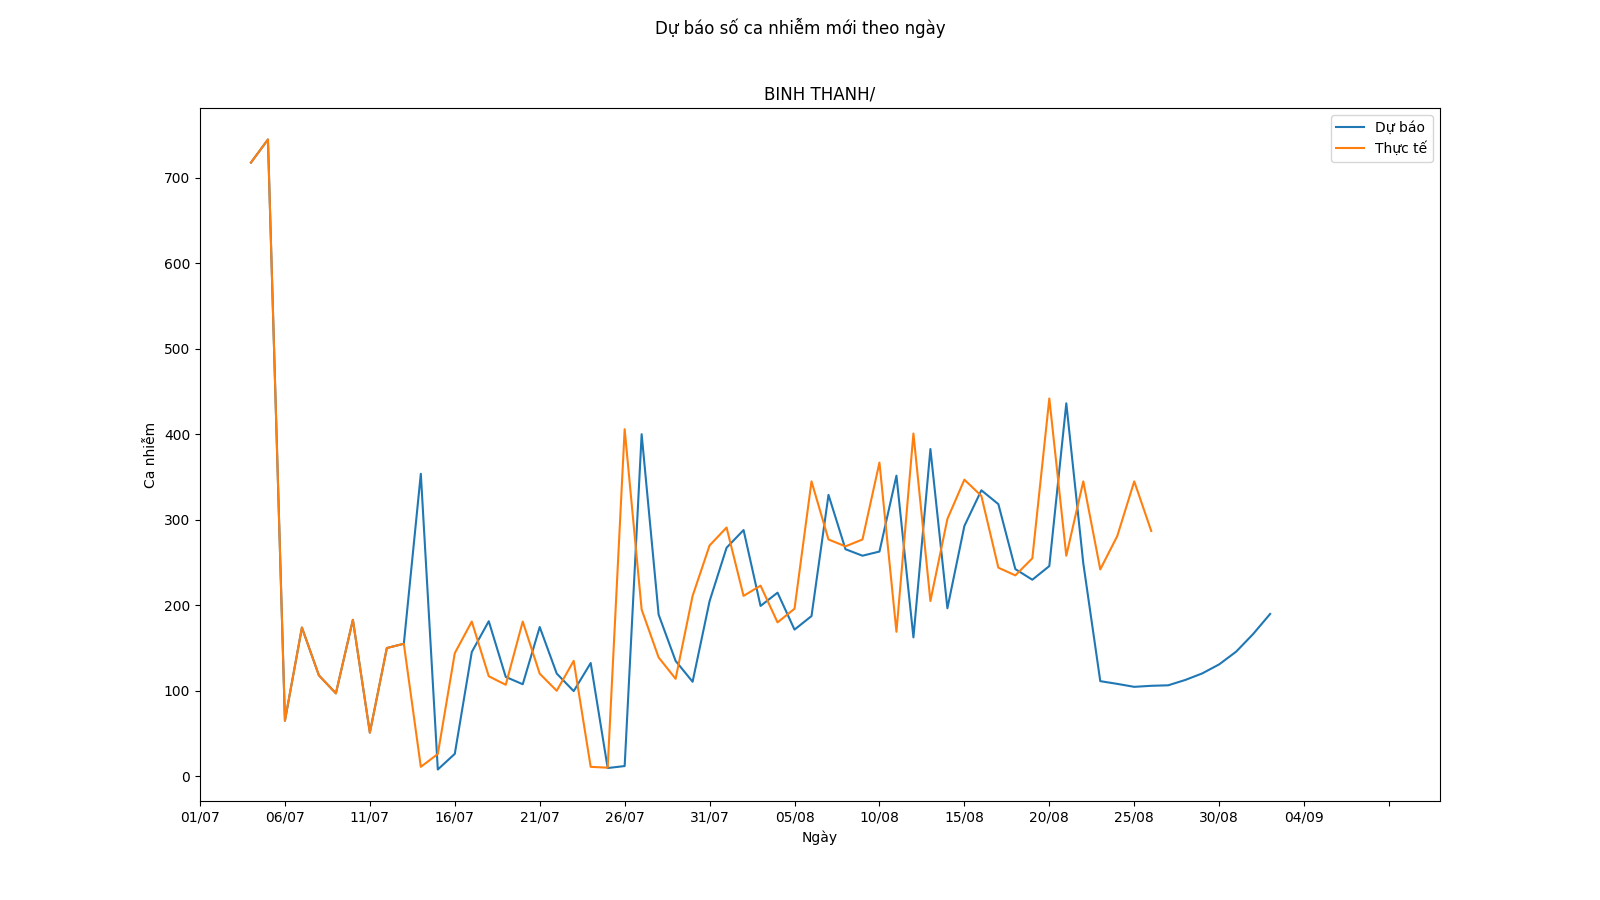 Dự báo số ca nhiễm mới theo ngày
BINH THANH/
Dự báo
Thực tế
700
600
500
400
300
200
100
0
Ca nhiễm
01/07 06/07 11/07 16/07 21/07 26/07 31/07 05/08 10/08 15/08 20/08 25/08 30/08 04/09
Ngày